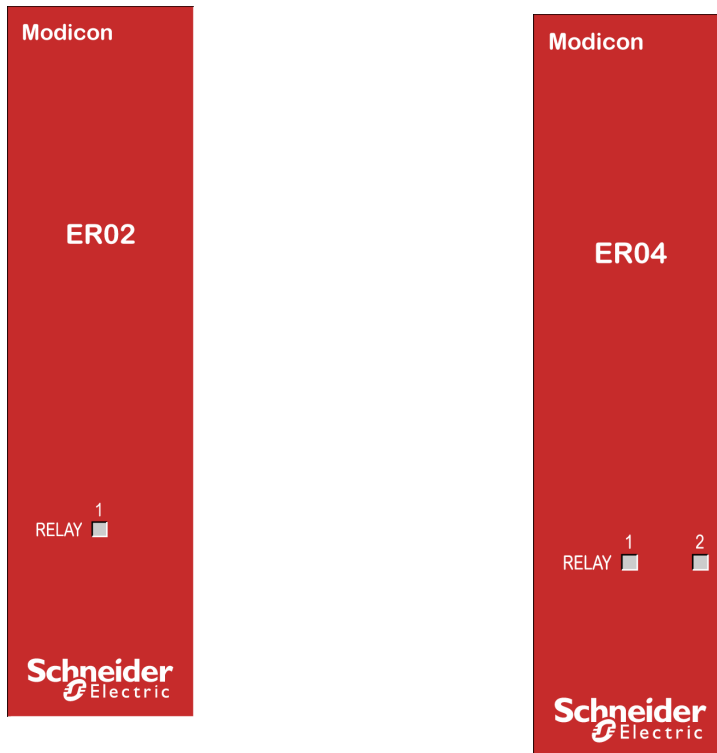 Modicon
ER02
1
RELAY
Schneider
Electric
Modicon
ER04
1 2
RELAY
Schneider
Electric